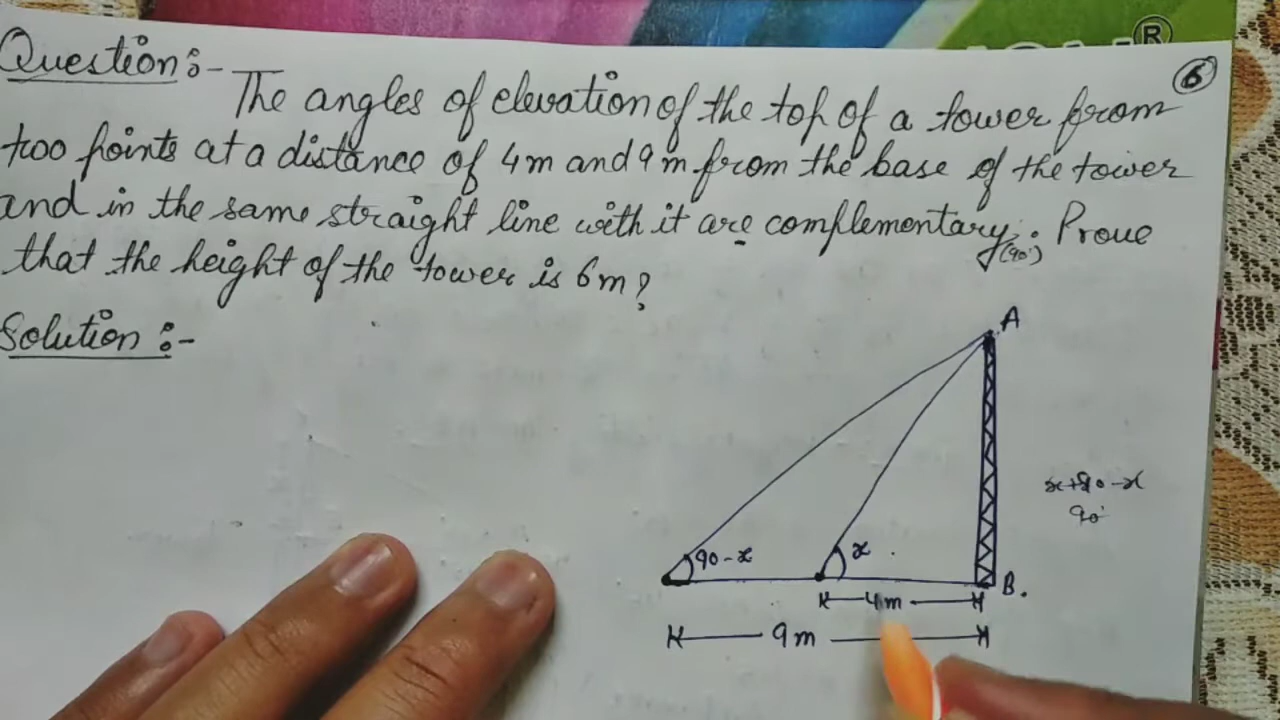 Question :-
6
The angles of elevation of the top of a tower from
two points at a distance of 4m and 9m from the base of the tower
and in the same straight line with it are complementary. Prove
(90°)
that the height of the tower is 6m?
Solution :-
A
x+90-x
90°
90-x
x
B.
4m
9m